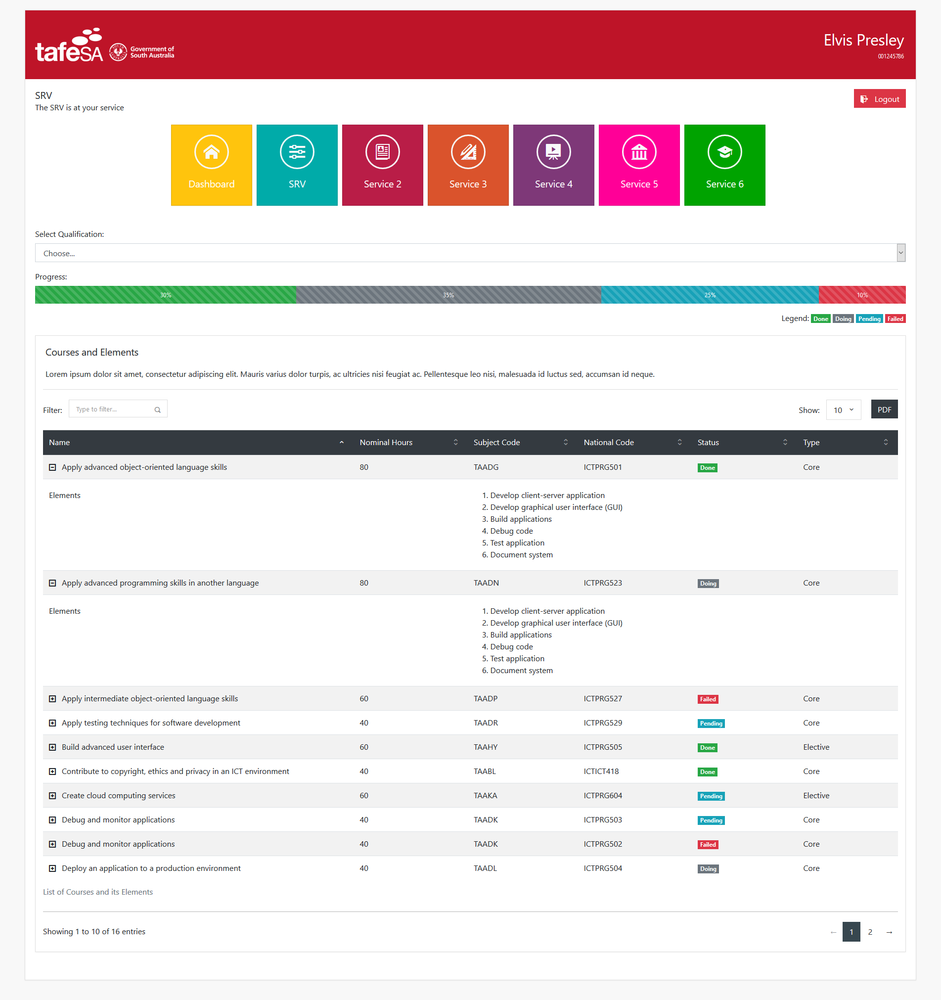 tafeSA Government of South Australia
Elvis Presley
001245786
SRV
The SRV is at your service
Logout
Dashboard SRV Service 2 Service 3 Service 4 Service 5 Service 6
Select Qualification:
Choose...
Progress:
30% 35% 25% 10%
Legend: Done Doing Pending Failed
Courses and Elements
Lorem ipsum dolor sit amet, consectetur adipiscing elit. Mauris varius dolor turpis, ac ultricies nisi feugiat ac. Pellentesque leo nisi, malesuada id luctus sed, accumsan id neque.
Filter: Type to filter... Show: 10 PDF
Name Nominal Hours Subject Code National Code Status Type
Apply advanced object-oriented language skills 80 TAADG ICTPRG501 Done Core
Elements
1. Develop client-server application
2. Develop graphical user interface (GUI)
3. Build applications
4. Debug code
5. Test application
6. Document system
Apply advanced programming skills in another language 80 TAADN ICTPRG523 Doing Core
Elements
1. Develop client-server application
2. Develop graphical user interface (GUI)
3. Build applications
4. Debug code
5. Test application
6. Document system
Apply intermediate object-oriented language skills 60 TAADP ICTPRG527 Failed Core
Apply testing techniques for software development 40 TAADR ICTPRG529 Pending Core
Build advanced user interface 60 TAAHY ICTPRG505 Done Elective
Contribute to copyright, ethics and privacy in an ICT environment 40 TAABL ICTICT418 Done Core
Create cloud computing services 60 TAAKA ICTPRG604 Pending Elective
Debug and monitor applications 40 TAADK ICTPRG503 Pending Core
Debug and monitor applications 40 TAADK ICTPRG502 Failed Core
Deploy an application to a production environment 40 TAADL ICTPRG504 Doing Core
List of Courses and its Elements
Showing 1 to 10 of 16 entries ← 1 2 →